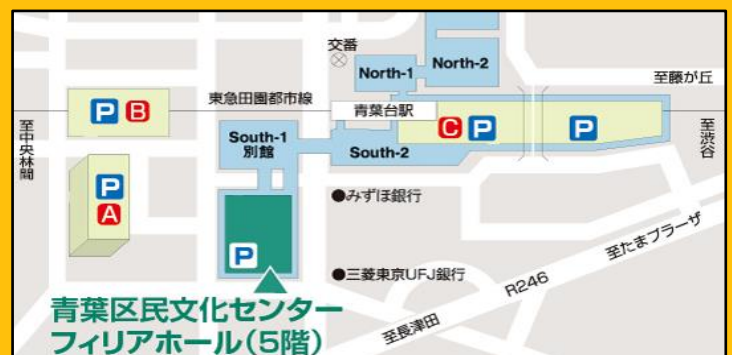 交番
North-1
North-2
至藤が丘
東急田園都市線
青葉台駅
P B
C P
P
至中央林間
至渋谷
South-1
別館
South-2
P
A
●みずほ銀行
P
●三菱東京UFJ銀行
至たまプラーザ
R246
至長津田
青葉区民文化センター
フィリアホール(5階)